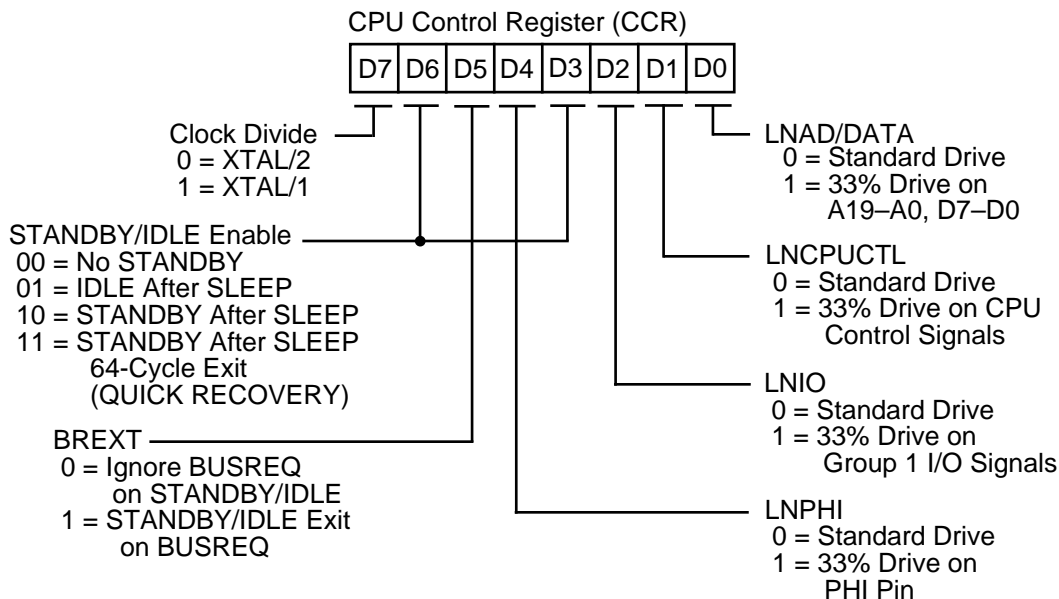 CPU Control Register (CCR)
D7 D6 D5 D4 D3 D2 D1 D0
Clock Divide
0 = XTAL/2
1 = XTAL/1
STANDBY/IDLE Enable
00 = No STANDBY
01 = IDLE After SLEEP
10 = STANDBY After SLEEP
11 = STANDBY After SLEEP
64-Cycle Exit
(QUICK RECOVERY)
BREXT
0 = Ignore BUSREQ
on STANDBY/IDLE
1 = STANDBY/IDLE Exit
on BUSREQ
LNAD/DATA
0 = Standard Drive
1 = 33% Drive on
A19–A0, D7–D0
LNCPUCTL
0 = Standard Drive
1 = 33% Drive on CPU
Control Signals
LNIO
0 = Standard Drive
1 = 33% Drive on
Group 1 I/O Signals
LNPHI
0 = Standard Drive
1 = 33% Drive on
PHI Pin